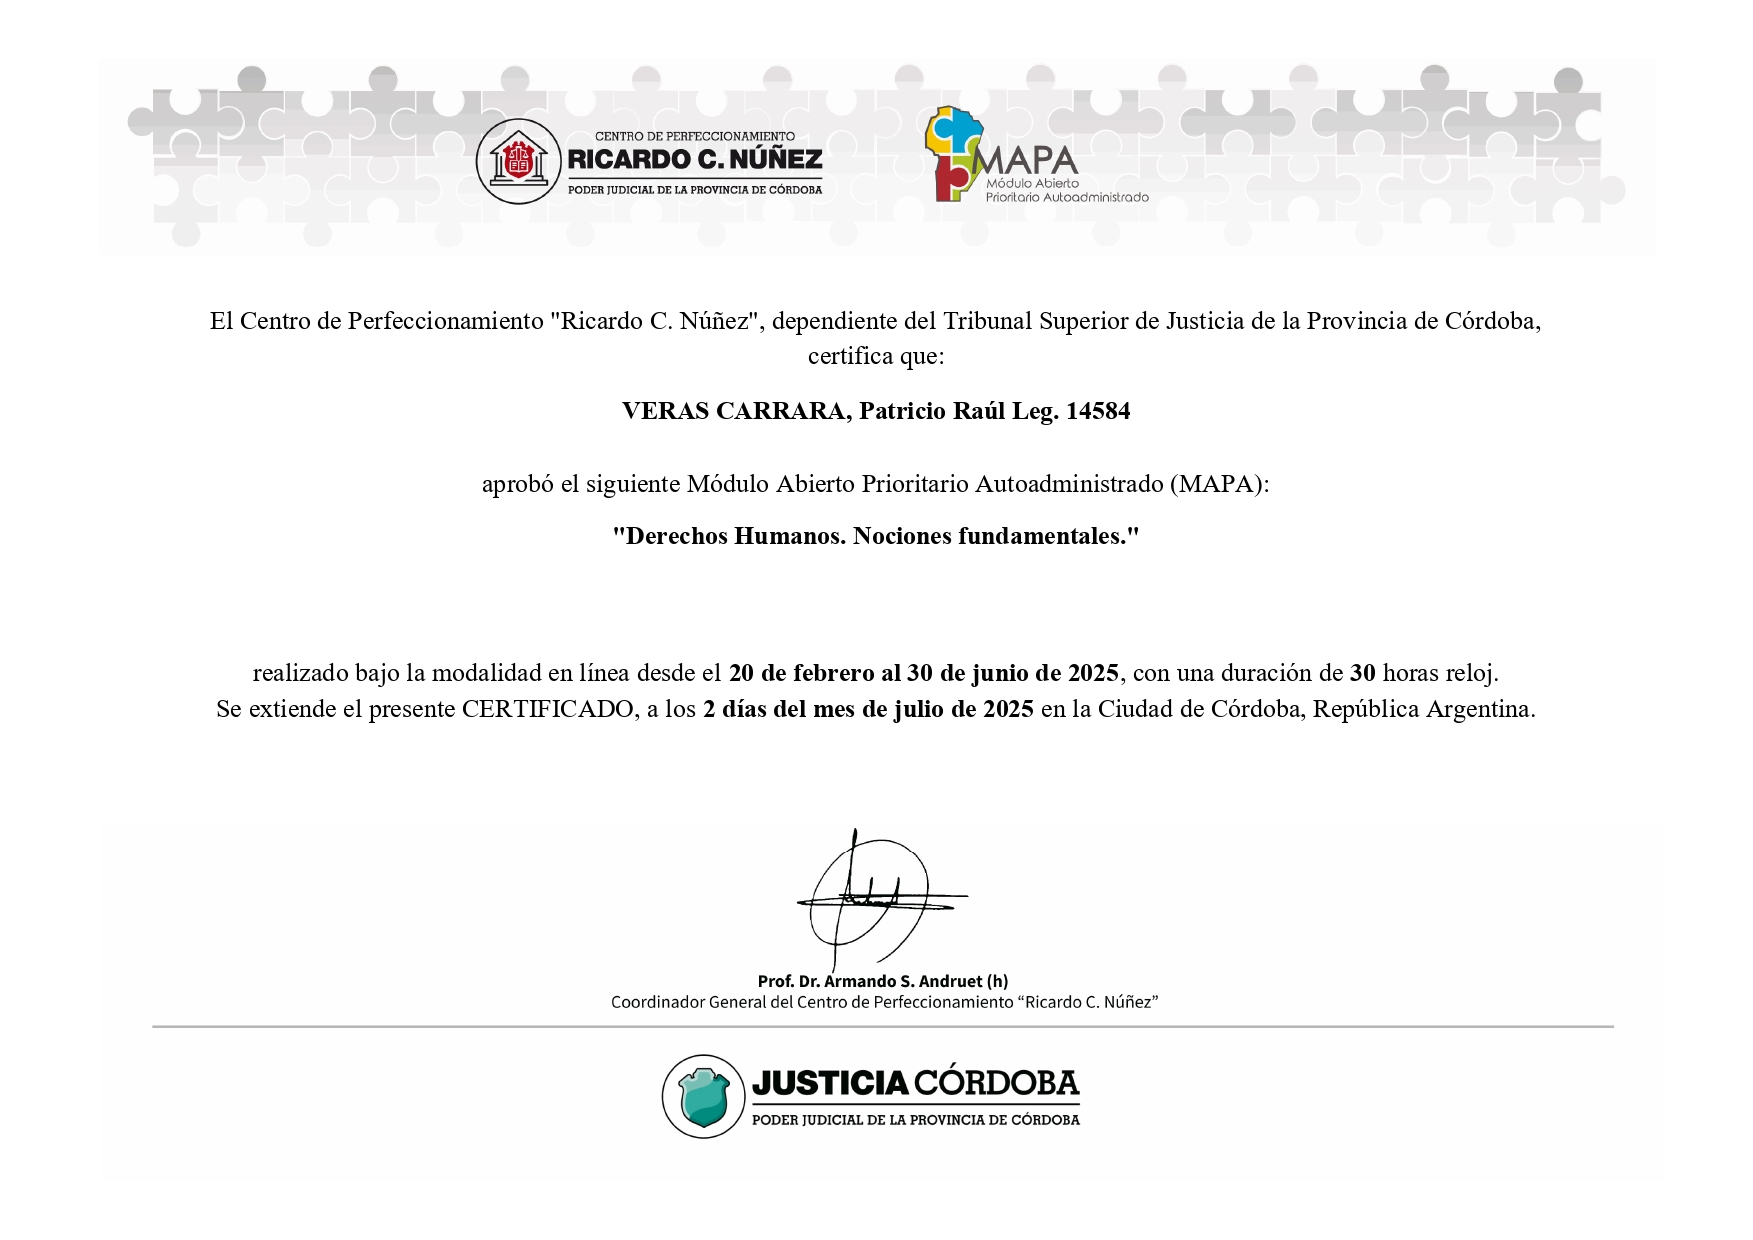 CENTRO DE PERFECCIONAMIENTO
RICARDO C. NÚÑEZ
PODER JUDICIAL DE LA PROVINCIA DE CÓRDOBA
MAPA
Módulo Abierto
Prioritario Autoadministrado
El Centro de Perfeccionamiento "Ricardo C. Núñez", dependiente del Tribunal Superior de Justicia de la Provincia de Córdoba,
certifica que:
VERAS CARRARA, Patricio Raúl Leg. 14584
aprobó el siguiente Módulo Abierto Prioritario Autoadministrado (MAPA):
"Derechos Humanos. Nociones fundamentales."
realizado bajo la modalidad en línea desde el 20 de febrero al 30 de junio de 2025, con una duración de 30 horas reloj.
Se extiende el presente CERTIFICADO, a los 2 días del mes de julio de 2025 en la Ciudad de Córdoba, República Argentina.
Prof. Dr. Armando S. Andruet (h)
Coordinador General del Centro de Perfeccionamiento “Ricardo C. Núñez”
JUSTICIA CÓRDOBA
PODER JUDICIAL DE LA PROVINCIA DE CÓRDOBA